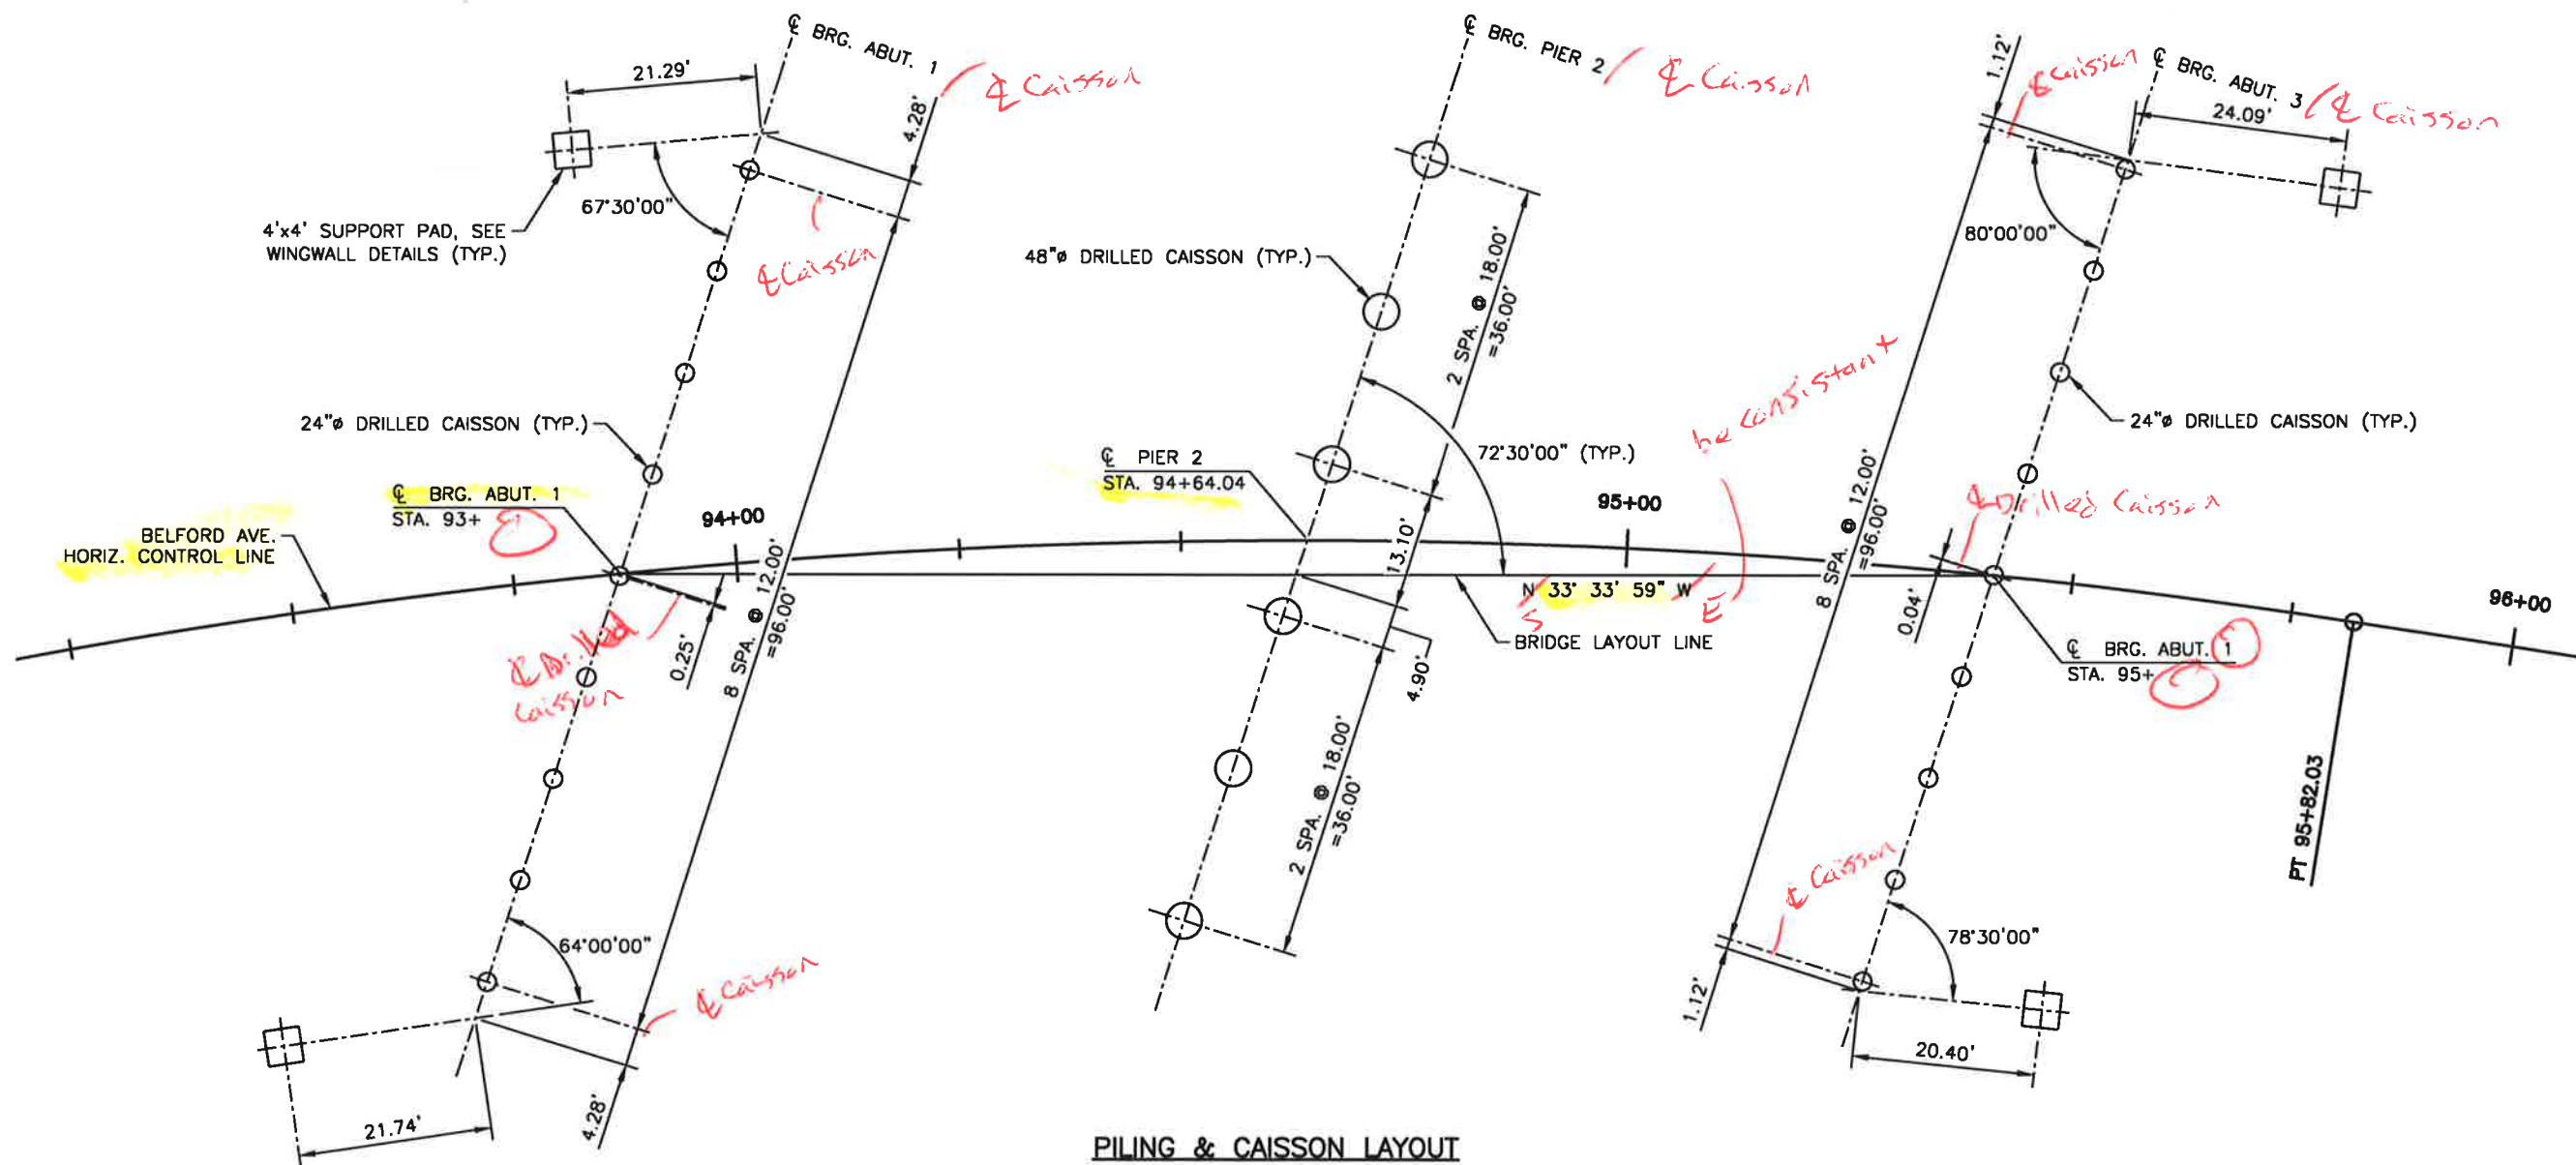 ℄ BRG. ABUT. 1 / ℄ Caisson
21.29'
4.28'
℄ BRG. PIER 2 / ℄ Caisson
1.12'
℄ Caisson
℄ BRG. ABUT. 3 / ℄ Caisson
24.09'
67°30'00"
4'x4' SUPPORT PAD, SEE
WINGWALL DETAILS (TYP.)
℄ Caisson
48"ø DRILLED CAISSON (TYP.)
2 SPA. @ 18.00'
=36.00'
80°00'00"
24"ø DRILLED CAISSON (TYP.)
72°30'00" (TYP.)
be consistant
24"ø DRILLED CAISSON (TYP.)
℄ BRG. ABUT. 1
STA. 93+
94+00
℄ PIER 2
STA. 94+64.04
95+00
℄ Drilled Caisson
BELFORD AVE.
HORIZ. CONTROL LINE
8 SPA. @ 12.00'
=96.00'
13.10'
8 SPA. @ 12.00'
=96.00'
N 33° 33' 59" W
S E
0.04'
96+00
℄ Drilled
Caisson
0.25'
BRIDGE LAYOUT LINE
4.90'
℄ BRG. ABUT. 1
STA. 95+
2 SPA. @ 18.00'
=36.00'
PT 95+82.03
64°00'00"
℄ Caisson
℄ Caisson
78°30'00"
1.12'
20.40'
21.74'
4.28'
PILING & CAISSON LAYOUT